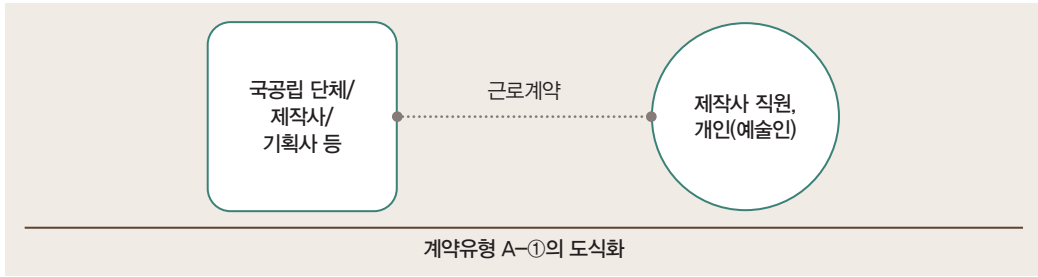 국공립 단체/
제작사/
기획사 등
근로계약
제작사 직원,
개인(예술인)
계약유형 A-①의 도식화